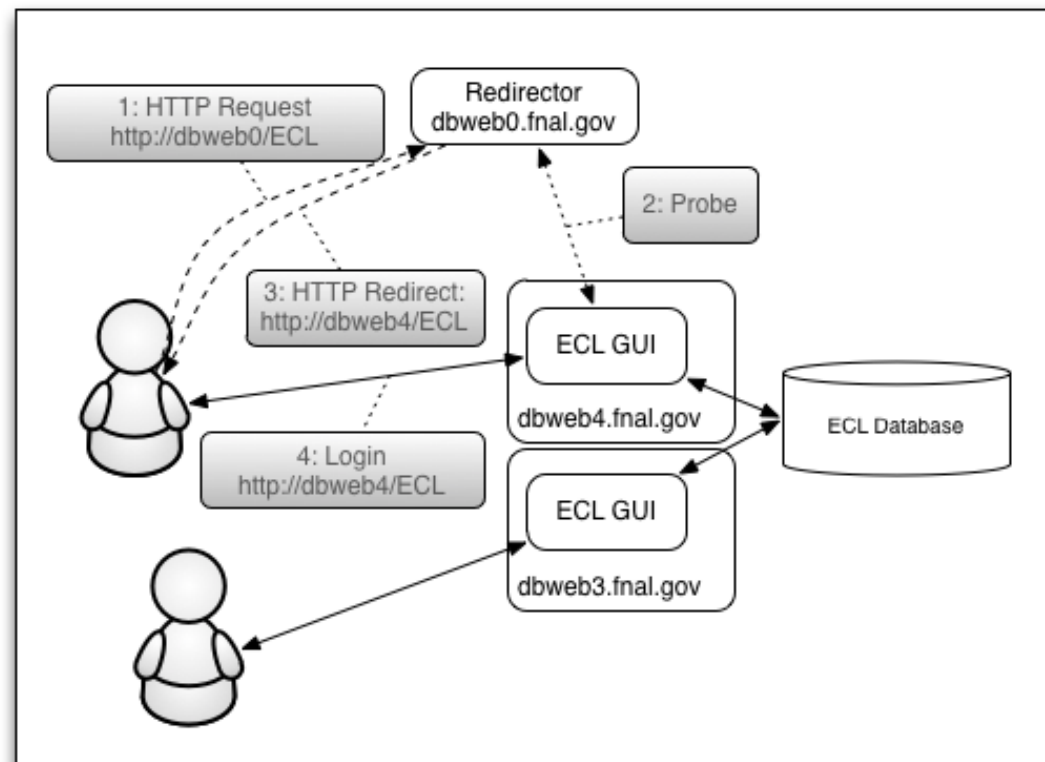 Redirector
dbweb0.fnal.gov
1: HTTP Request
http://dbweb0/ECL
2: Probe
3: HTTP Redirect:
http://dbweb4/ECL
ECL GUI
dbweb4.fnal.gov
ECL Database
4: Login
http://dbweb4/ECL
ECL GUI
dbweb3.fnal.gov